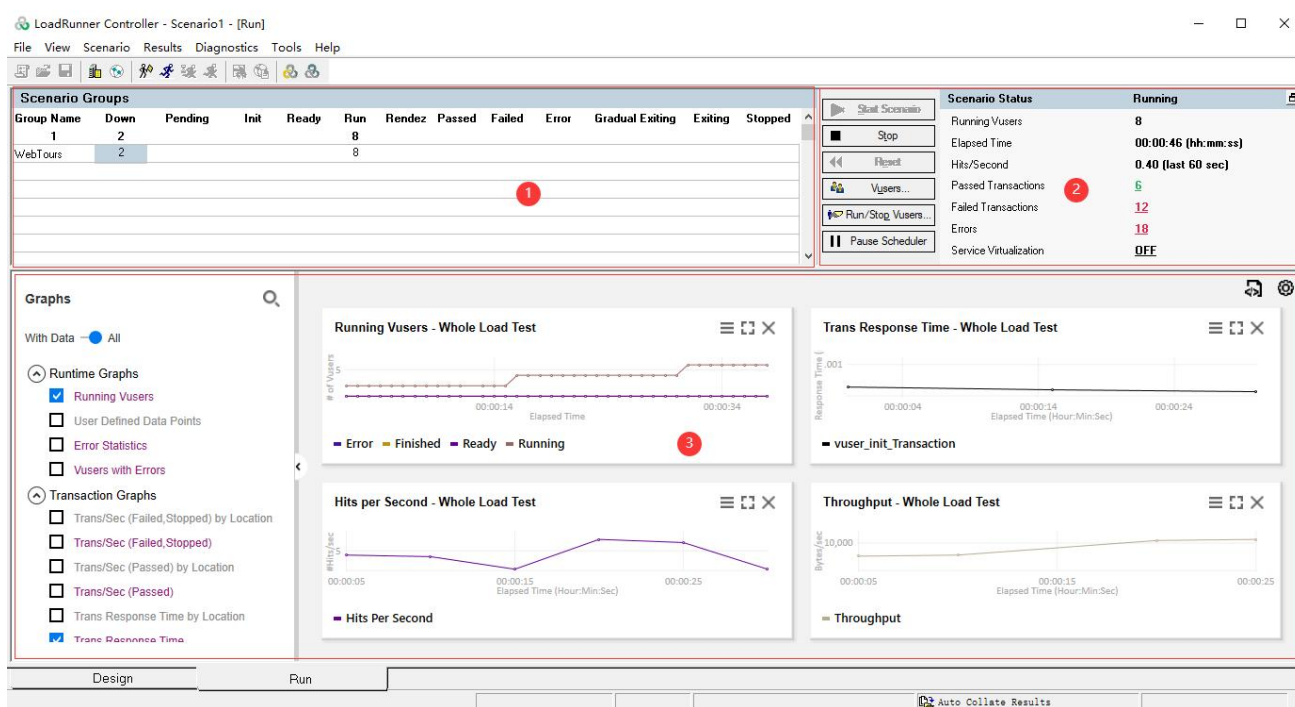 LoadRunner Controller - Scenario1 - [Run]
File View Scenario Results Diagnostics Tools Help
Scenario Groups
Group Name Down Pending Init Ready Run Rendez Passed Failed Error Gradual Exiting Exiting Stopped
1 2 8
WebTours 2 8
1
Start Scenario
Stop
Reset
Vusers...
Run/Stop Vusers...
Pause Scheduler
Scenario Status Running
Running Vusers 8
Elapsed Time 00:00:46 (hh:mm:ss)
Hits/Second 0.40 (last 60 sec)
Passed Transactions 6
2
Failed Transactions 12
Errors 18
Service Virtualization OFF
Graphs
With Data All
Runtime Graphs
Running Vusers
User Defined Data Points
Error Statistics
Vusers with Errors
Transaction Graphs
Trans/Sec (Failed,Stopped) by Location
Trans/Sec (Failed,Stopped)
Trans/Sec (Passed) by Location
Trans/Sec (Passed)
Trans Response Time by Location
Trans Response Time
Running Vusers - Whole Load Test
# of Vusers
5
00:00:14 00:00:34
Elapsed Time
Error Finished Ready Running
3
Trans Response Time - Whole Load Test
Response Time (
.001
00:00:04 00:00:14 00:00:24
Elapsed Time (Hour:Min:Sec)
vuser_init_Transaction
Hits per Second - Whole Load Test
#Hits/sec
5
00:00:05 00:00:15 00:00:25
Elapsed Time (Hour:Min:Sec)
Hits Per Second
Throughput - Whole Load Test
Bytes/sec
10,000
00:00:05 00:00:15 00:00:25
Elapsed Time (Hour:Min:Sec)
Throughput
Design Run
Auto Collate Results